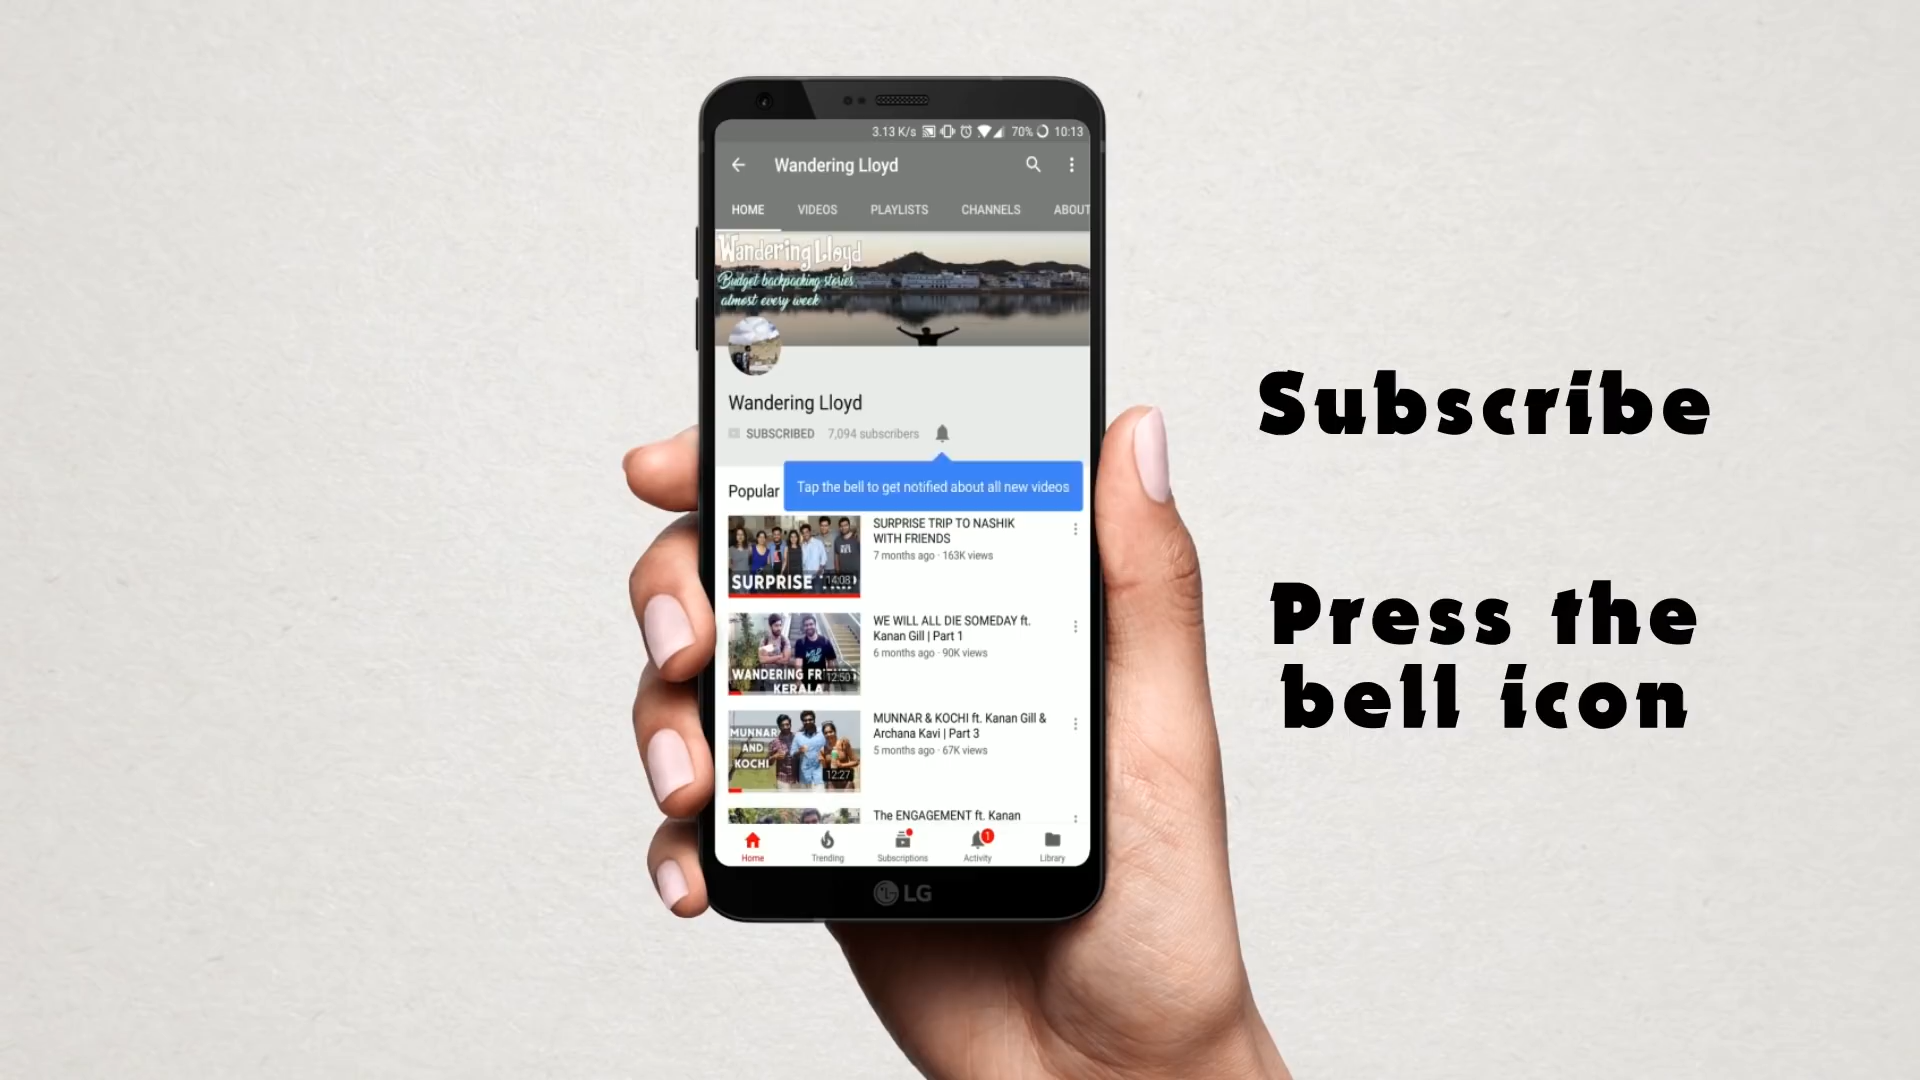 3.13 K/s 70% 10:13
Wandering Lloyd
HOME VIDEOS PLAYLISTS CHANNELS ABOUT
Wandering Lloyd
Budget backpacking stories
almost every week
Wandering Lloyd
SUBSCRIBED 7,094 subscribers
Tap the bell to get notified about all new videos
Popular
SURPRISE TRIP TO NASHIK
WITH FRIENDS
7 months ago · 163K views
SURPRISE
14:08
WE WILL ALL DIE SOMEDAY ft.
Kanan Gill | Part 1
6 months ago · 90K views
WANDERING
12:50
KERALA
MUNNAR & KOCHI ft. Kanan Gill &
Archana Kavi | Part 3
5 months ago · 67K views
MUNNAR
AND
KOCHI
12:27
The ENGAGEMENT ft. Kanan
1
Home Trending Subscriptions Activity Library
LG
Subscribe
Press the
bell icon